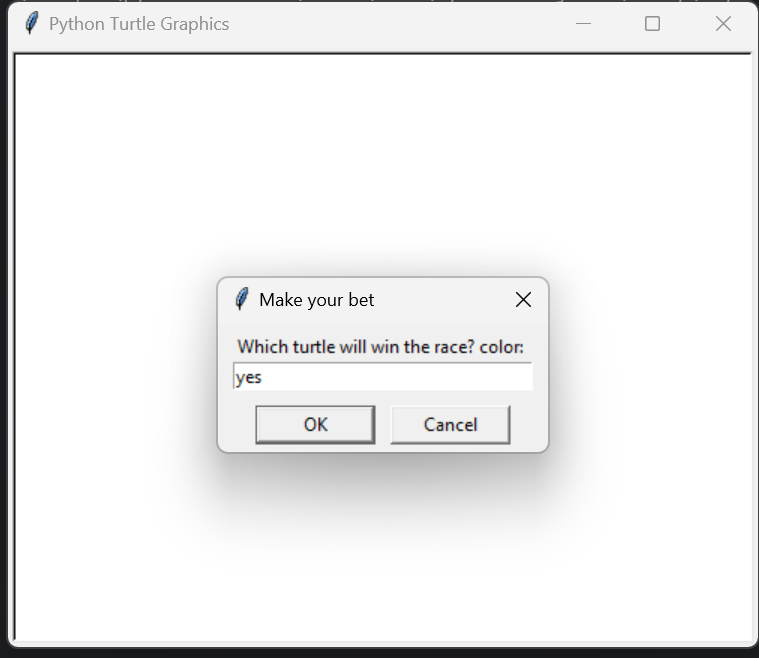 Python Turtle Graphics
Make your bet
Which turtle will win the race? color:
yes
OK Cancel